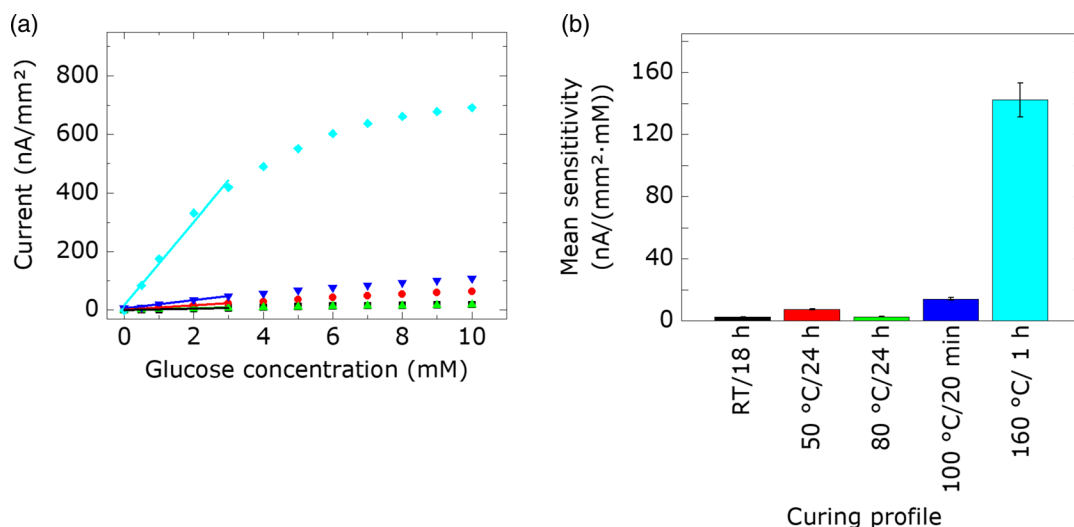 (a)
800
600
400
200
0
Current (nA/mm²)
0 2 4 6 8 10
Glucose concentration (mM)
(b)
160
120
80
40
0
Mean sensititivity
(nA/(mm²·mM))
RT/18 h
50 °C/24 h
80 °C/24 h
100 °C/20 min
160 °C/ 1 h
Curing profile